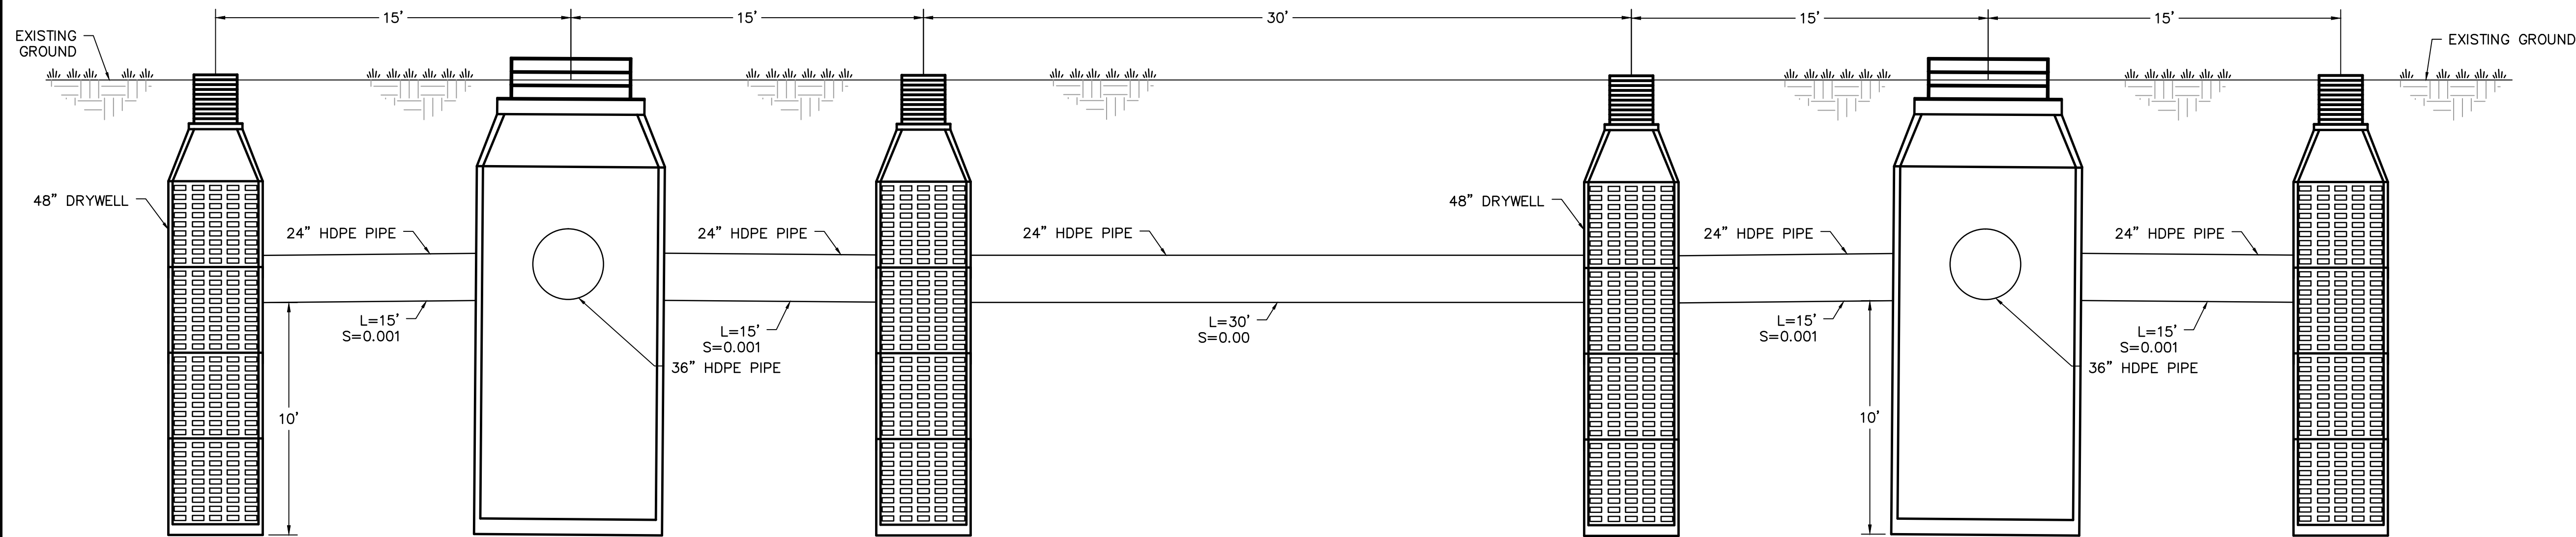 15'
15'
30'
15'
15'
EXISTING
GROUND
EXISTING GROUND
48” DRYWELL
48” DRYWELL
24” HDPE PIPE
24” HDPE PIPE
24” HDPE PIPE
24” HDPE PIPE
24” HDPE PIPE
L=15'
S=0.001
L=15'
S=0.001
L=30'
S=0.00
L=15'
S=0.001
L=15'
S=0.001
36” HDPE PIPE
36” HDPE PIPE
10'
10'